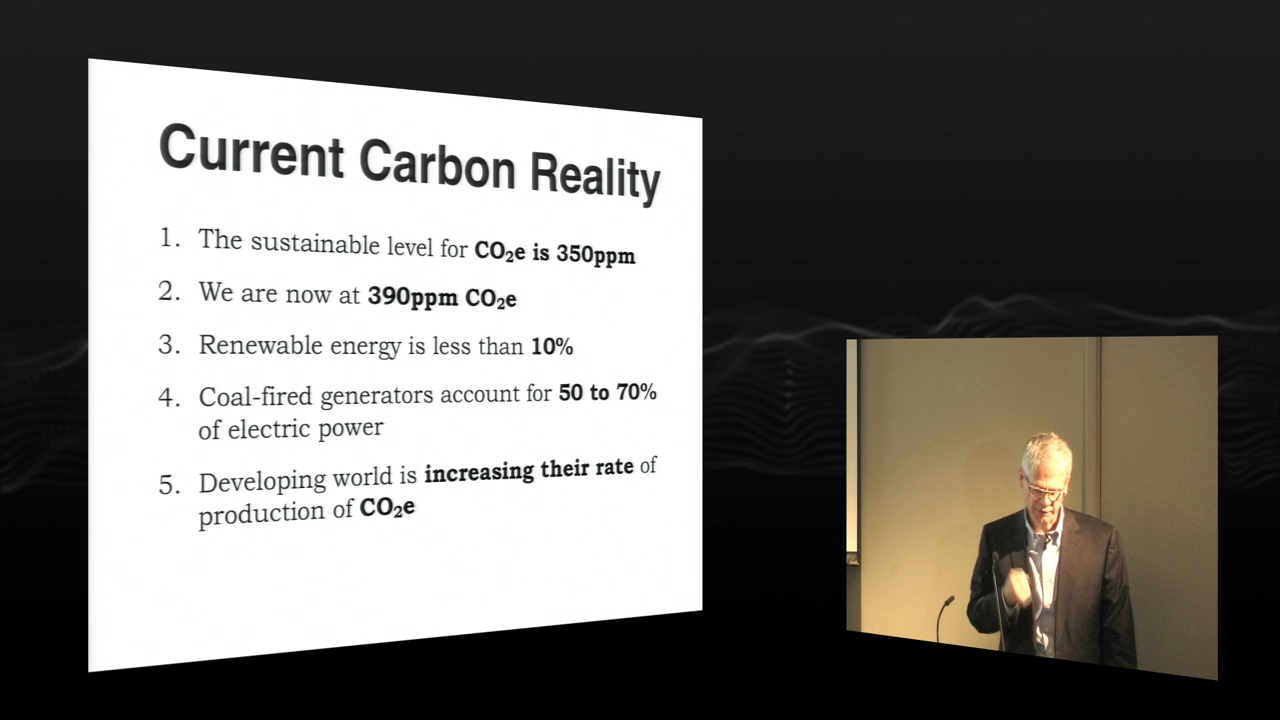 Current Carbon Reality
1. The sustainable level for CO₂e is 350ppm
2. We are now at 390ppm CO₂e
3. Renewable energy is less than 10%
4. Coal-fired generators account for 50 to 70%
of electric power
5. Developing world is increasing their rate of
production of CO₂e